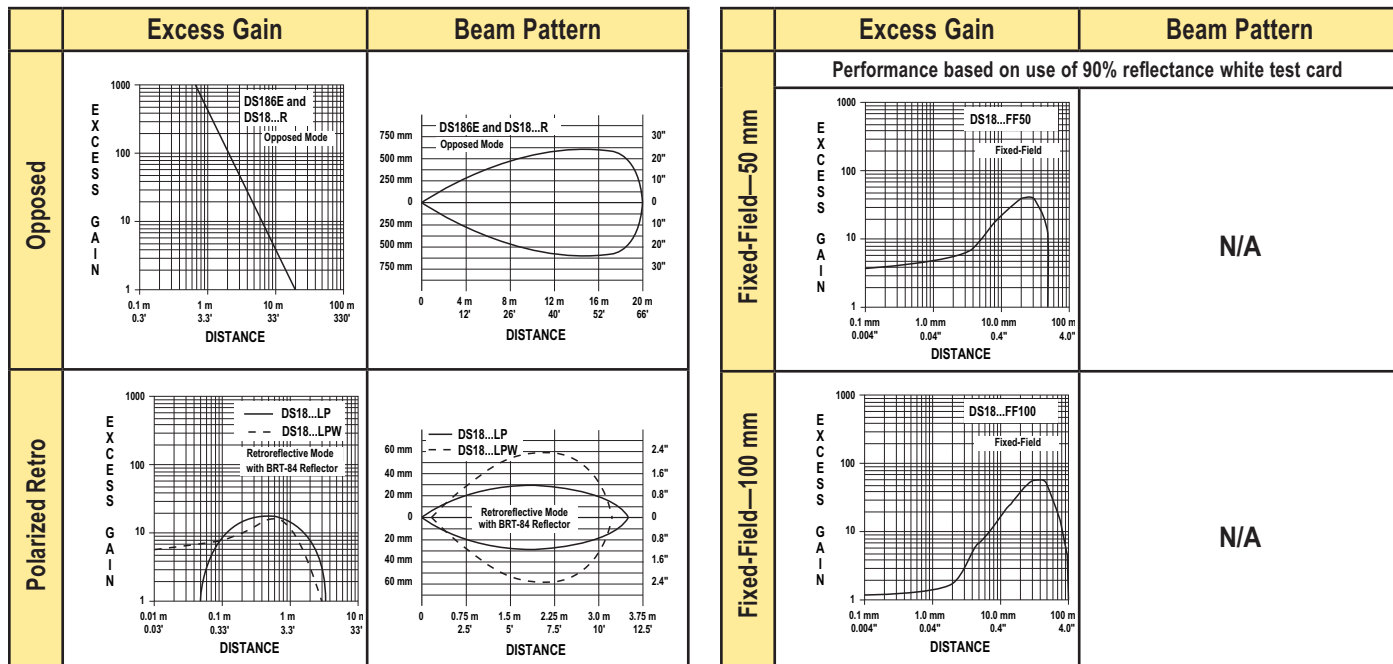 Excess Gain
Beam Pattern
Opposed
EXCESS GAIN
1000
100
10
1
DS186E and
DS18...R
Opposed Mode
0.1 m 1 m 10 m 100 m
0.3' 3.3' 33' 330'
DISTANCE
DS186E and DS18...R
Opposed Mode
750 mm
500 mm
250 mm
0
250 mm
500 mm
750 mm
30"
20"
10"
0
10"
20"
30"
0 4 m 8 m 12 m 16 m 20 m
12' 26' 40' 52' 66'
DISTANCE
Polarized Retro
EXCESS GAIN
1000
100
10
1
DS18...LP
DS18...LPW
Retroreflective Mode
with BRT-84 Reflector
0.01 m 0.1 m 1 m 10 m
0.03' 0.33' 3.3' 33'
DISTANCE
DS18...LP
DS18...LPW
Retroreflective Mode
with BRT-84 Reflector
60 mm
40 mm
20 mm
0
20 mm
40 mm
60 mm
2.4"
1.6"
0.8"
0
0.8"
1.6"
2.4"
0 0.75 m 1.5 m 2.25 m 3.0 m 3.75 m
2.5' 5' 7.5' 10' 12.5'
DISTANCE
Excess Gain
Beam Pattern
Performance based on use of 90% reflectance white test card
Fixed-Field—50 mm
EXCESS GAIN
1000
100
10
1
DS18...FF50
Fixed-Field
0.1 mm 1.0 mm 10.0 mm 100 m
0.004" 0.04" 0.4" 4.0"
DISTANCE
N/A
Fixed-Field—100 mm
EXCESS GAIN
1000
100
10
1
DS18...FF100
Fixed-Field
0.1 mm 1.0 mm 10.0 mm 100 m
0.004" 0.04" 0.4" 4.0"
DISTANCE
N/A